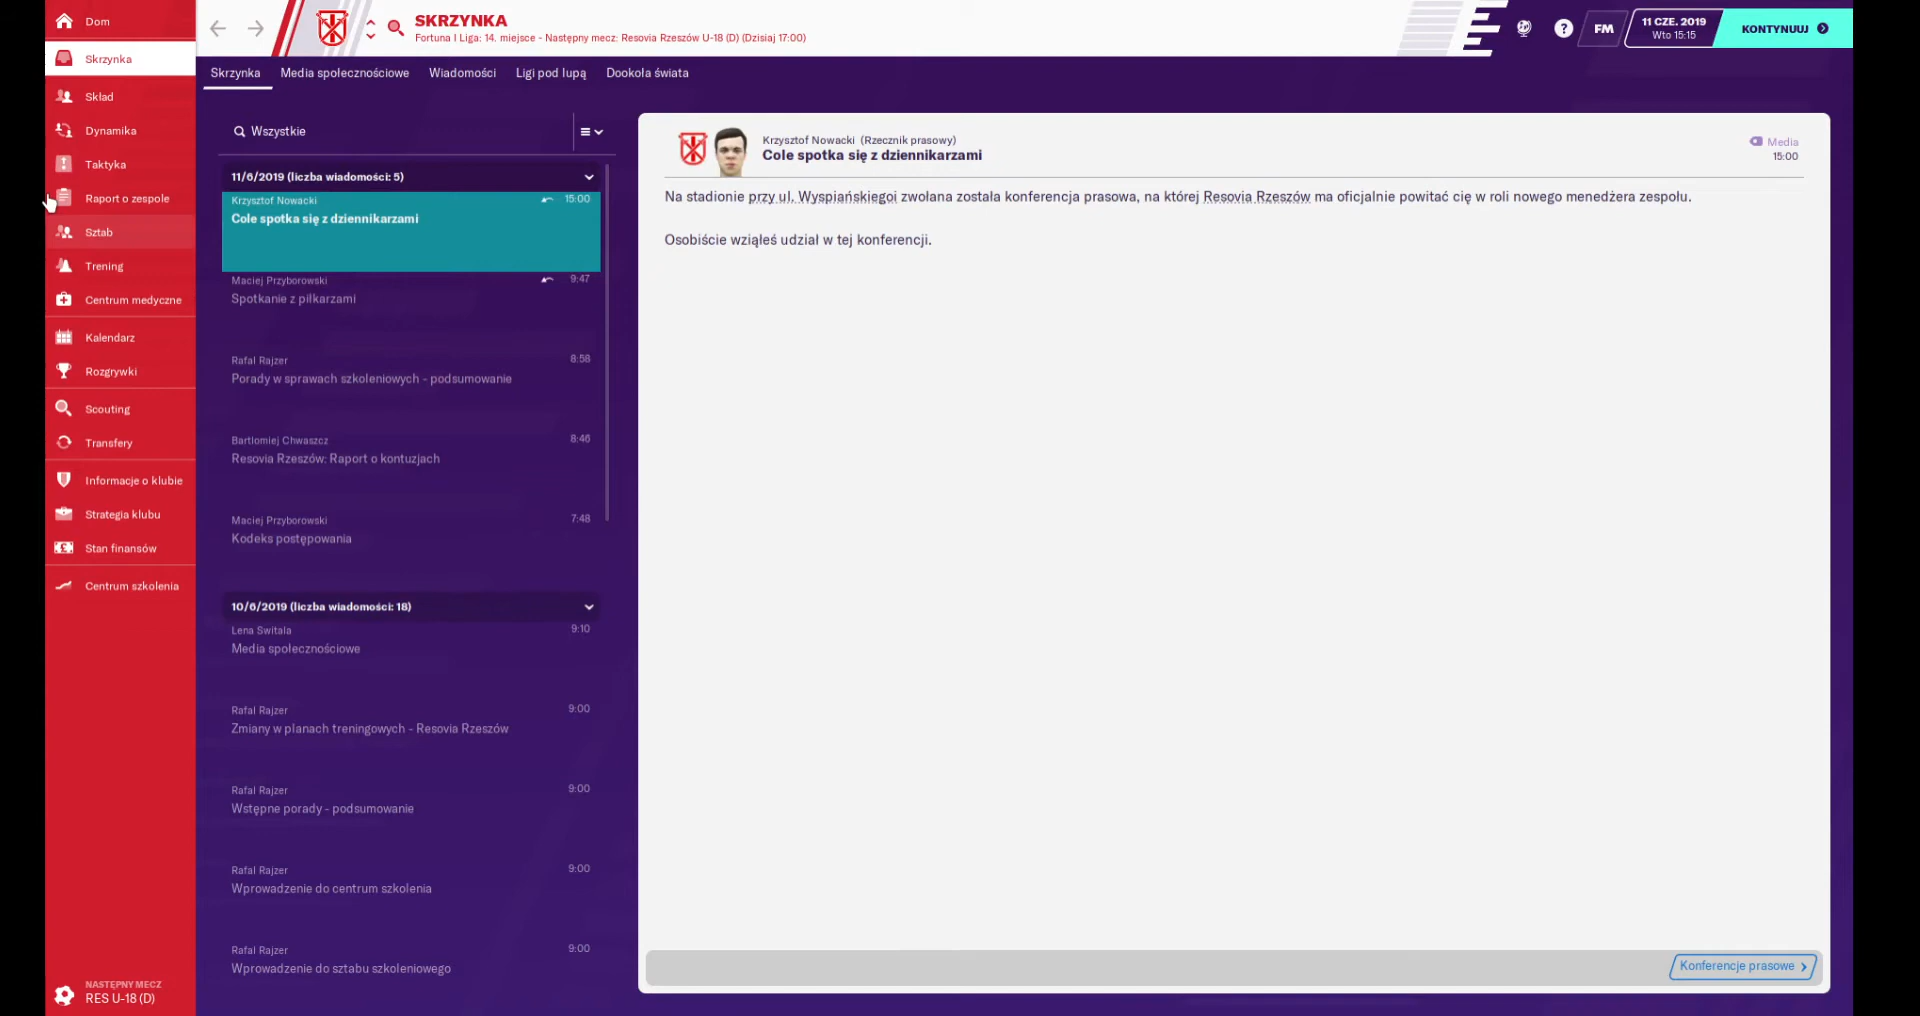 Dom
Skrzynka
Skład
Dynamika
Taktyka
Raport o zespole
Sztab
Trening
Centrum medyczne
Kalendarz
Rozgrywki
Scouting
Transfery
Informacje o klubie
Strategia klubu
Stan finansów
Centrum szkolenia
NASTĘPNY MECZ
RES U-18 (D)
SKRZYNKA
Fortuna I Liga: 14. miejsce - Następny mecz: Resovia Rzeszów U-18 (D) (Dzisiaj 17:00)
?
FM
11 CZE. 2019
Wto 15:15
KONTYNUUJ
Skrzynka Media społecznościowe Wiadomości Ligi pod lupą Dookoła świata
Wszystkie
11/6/2019 (liczba wiadomości: 5)
Krzysztof Nowacki 15:00
Cole spotka się z dziennikarzami
Maciej Przyborowski 9:47
Spotkanie z piłkarzami
Rafał Rajzer 8:58
Porady w sprawach szkoleniowych - podsumowanie
Bartłomiej Chwaszcz 8:46
Resovia Rzeszów: Raport o kontuzjach
Maciej Przyborowski 7:48
Kodeks postępowania
10/6/2019 (liczba wiadomości: 18)
Lena Świtała 9:10
Media społecznościowe
Rafał Rajzer 9:00
Zmiany w planach treningowych - Resovia Rzeszów
Rafał Rajzer 9:00
Wstępne porady - podsumowanie
Rafał Rajzer 9:00
Wprowadzenie do centrum szkolenia
Rafał Rajzer 9:00
Wprowadzenie do sztabu szkoleniowego
Krzysztof Nowacki (Rzecznik prasowy)
Cole spotka się z dziennikarzami
Media
15:00
Na stadionie przy ul. Wyspiańskiegoi zwołana została konferencja prasowa, na której Resovia Rzeszów ma oficjalnie powitać cię w roli nowego menedżera zespołu.
Osobiście wziąłeś udział w tej konferencji.
Konferencje prasowe